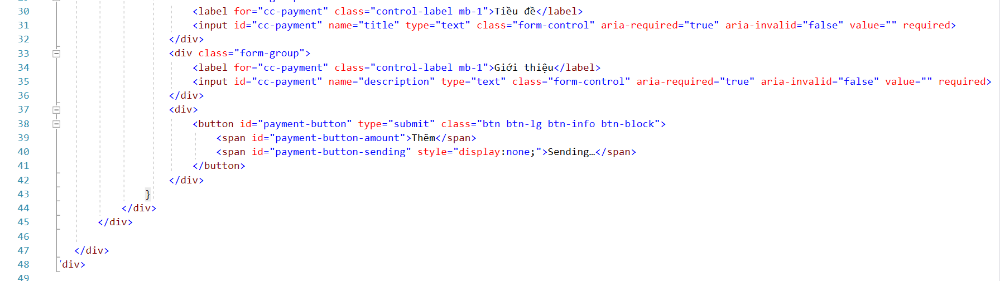 30 <label for="cc-payment" class="control-label mb-1">Tiều đề</label>
31 <input id="cc-payment" name="title" type="text" class="form-control" aria-required="true" aria-invalid="false" value="" required>
32 </div>
33 <div class="form-group">
34 <label for="cc-payment" class="control-label mb-1">Giới thiệu</label>
35 <input id="cc-payment" name="description" type="text" class="form-control" aria-required="true" aria-invalid="false" value="" required>
36 </div>
37 <div>
38 <button id="payment-button" type="submit" class="btn btn-lg btn-info btn-block">
39 <span id="payment-button-amount">Thêm</span>
40 <span id="payment-button-sending" style="display:none;">Sending…</span>
41 </button>
42 </div>
43 }
44 </div>
45 </div>
46
47 </div>
48 /div>
49